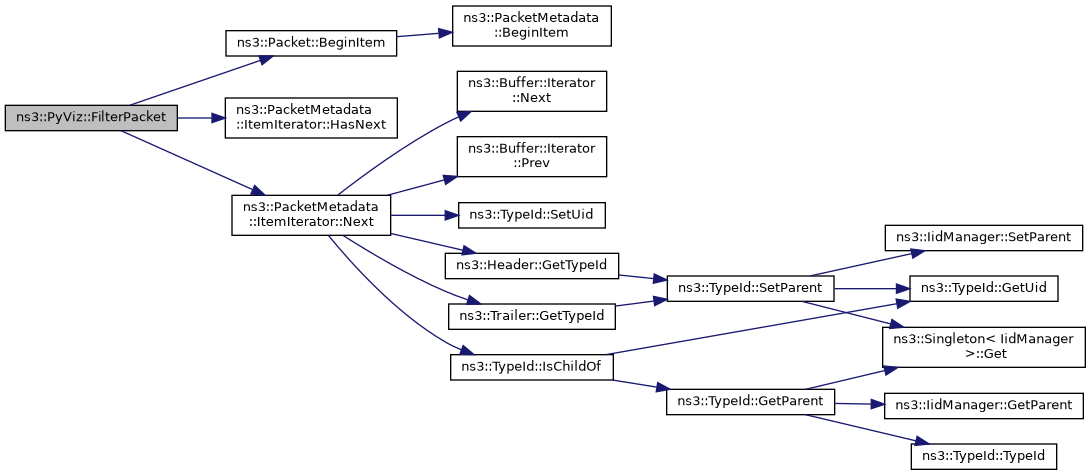 ns3::PyViz::FilterPacket
ns3::Packet::BeginItem
ns3::PacketMetadata
::BeginItem
ns3::PacketMetadata
::ItemIterator::HasNext
ns3::PacketMetadata
::ItemIterator::Next
ns3::Buffer::Iterator
::Next
ns3::Buffer::Iterator
::Prev
ns3::TypeId::SetUid
ns3::Header::GetTypeId
ns3::Trailer::GetTypeId
ns3::TypeId::IsChildOf
ns3::TypeId::SetParent
ns3::TypeId::GetParent
ns3::IidManager::SetParent
ns3::TypeId::GetUid
ns3::Singleton< IidManager
>::Get
ns3::IidManager::GetParent
ns3::TypeId::TypeId